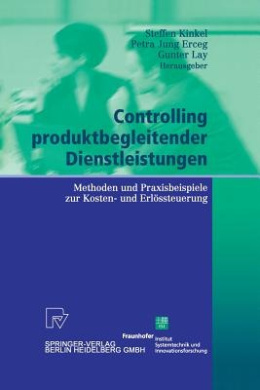 Steffen Kinkel
Petra Jung Erceg
Gunter Lay
Herausgeber
Controlling
produktbegleitender
Dienstleistungen
Methoden und Praxisbeispiele
zur Kosten- und Erlössteuerung
SPRINGER-VERLAG
BERLIN HEIDELBERG GMBH
Fraunhofer
Institut
Systemtechnik und
Innovationsforschung